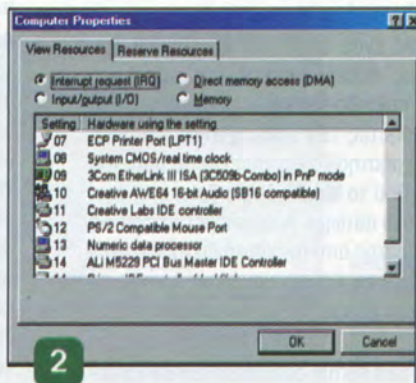 Computer Properties
View Resources Reserve Resources
Interrupt request (IRQ) Direct memory access (DMA)
Input/output (I/O) Memory
Setting Hardware using the setting
07 ECP Printer Port (LPT1)
08 System CMOS/real time clock
09 3Com EtherLink III ISA (3C509b-Combo) in PnP mode
10 Creative AWE64 16-bit Audio (SB16 compatible)
11 Creative Labs IDE controller
12 PS/2 Compatible Mouse Port
13 Numeric data processor
14 ALi M5229 PCI Bus Master IDE Controller
OK Cancel
2